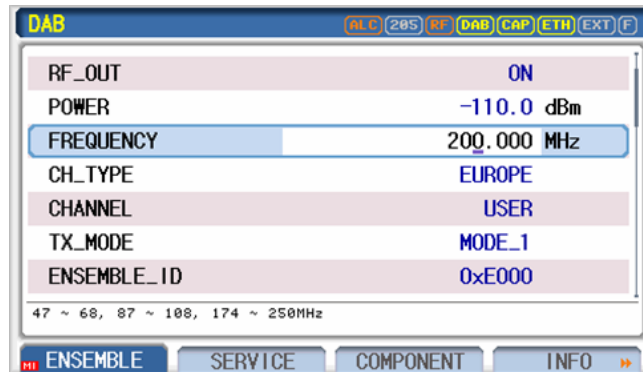 DAB ALC 205 RF DAB CAP ETH EXT F
RF_OUT ON
POWER -110.0 dBm
FREQUENCY 200.000 MHz
CH_TYPE EUROPE
CHANNEL USER
TX_MODE MODE_1
ENSEMBLE_ID 0xE000
47 ~ 68, 87 ~ 108, 174 ~ 250MHz
MI ENSEMBLE SERVICE COMPONENT INFO